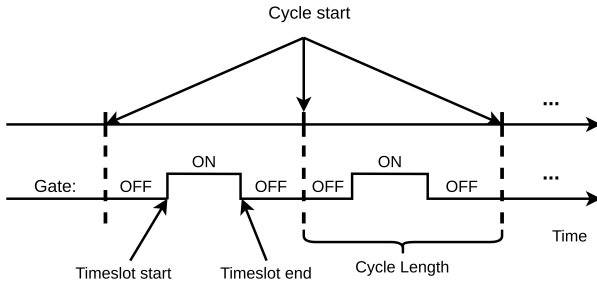 Cycle start
...
ON
ON
...
Gate:
OFF
OFF
OFF
OFF
Time
Timeslot start
Timeslot end
Cycle Length